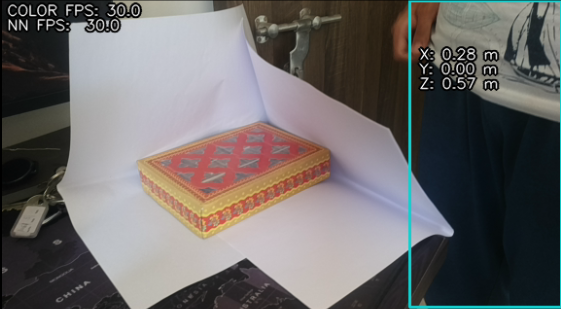 COLOR FPS: 30.0
NN FPS: 30.0
X: 0.28 m
Y: 0.00 m
Z: 0.57 m
CHINA